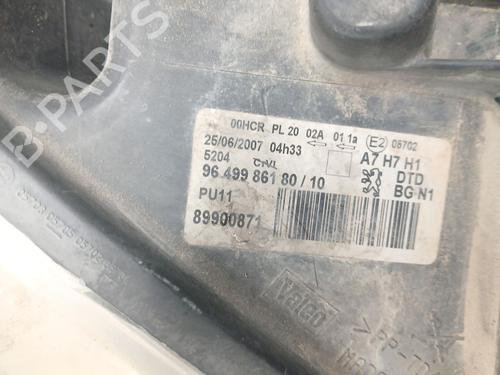 00HCR PL 20 02A 01 1a E2 05702
25/06/2007 04h33 A7 H7 H1
5204 CTVL DTD
96 499 861 80 / 10 BG N1
PU11
89900871
Valeo
B-PARTS